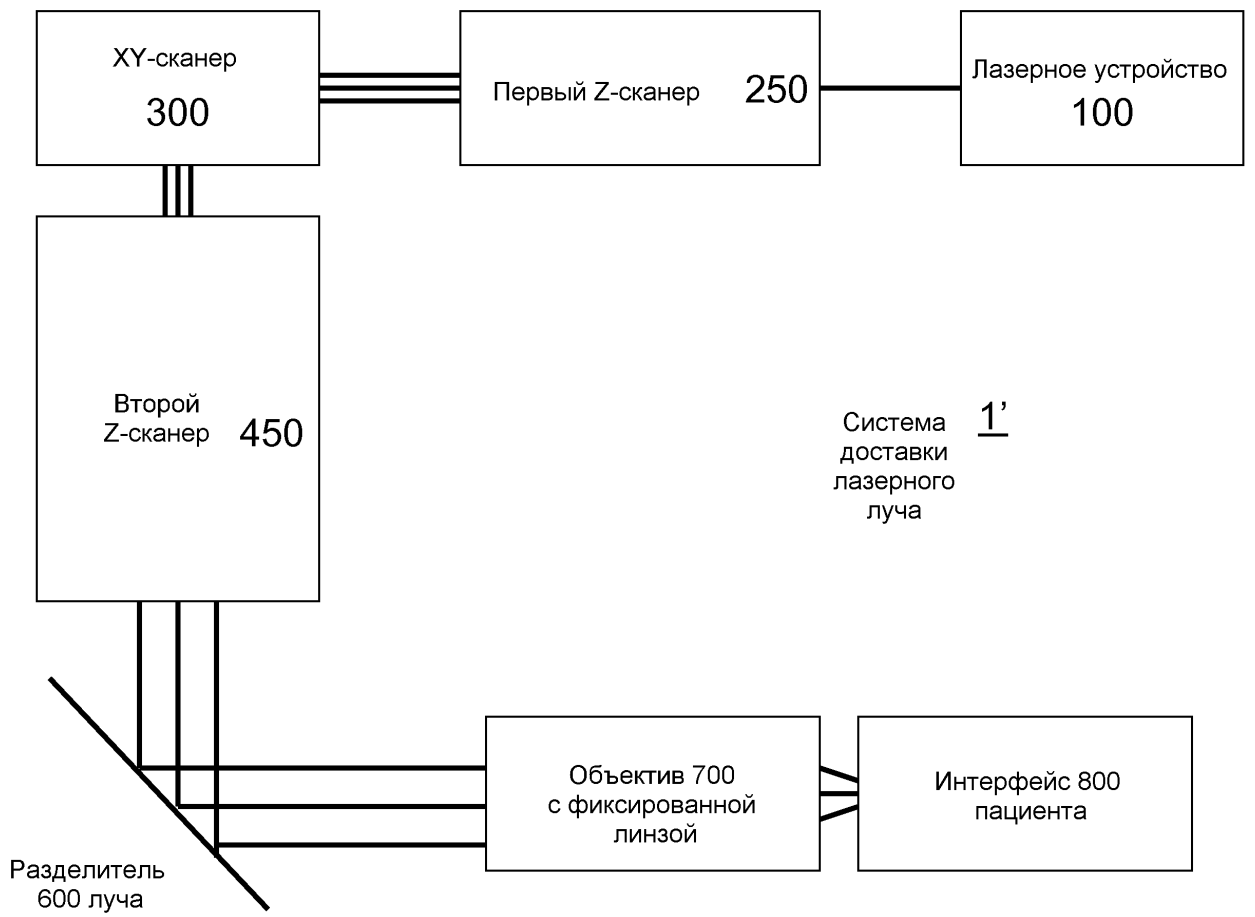 XY-сканер
300
Первый Z-сканер 250
Лазерное устройство
100
Второй
Z-сканер 450
Система
доставки
лазерного
луча
1’
Объектив 700
с фиксированной
линзой
Интерфейс 800
пациента
Разделитель
600 луча